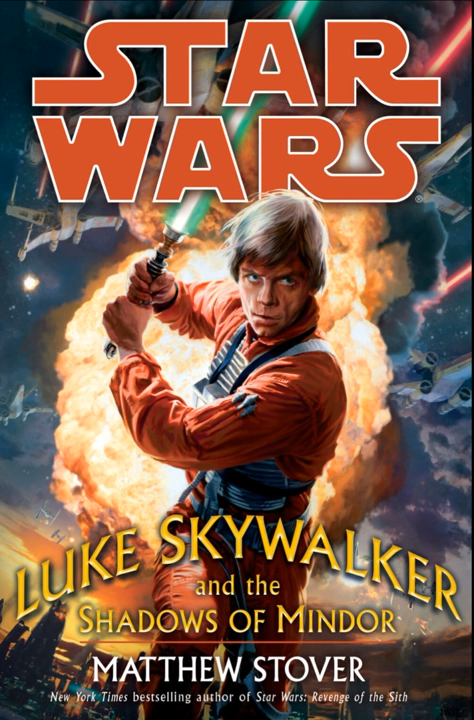 STAR
WARS®
LUKE SKYWALKER
and the
SHADOWS OF MINDOR
MATTHEW STOVER
New York Times bestselling author of Star Wars: Revenge of the Sith